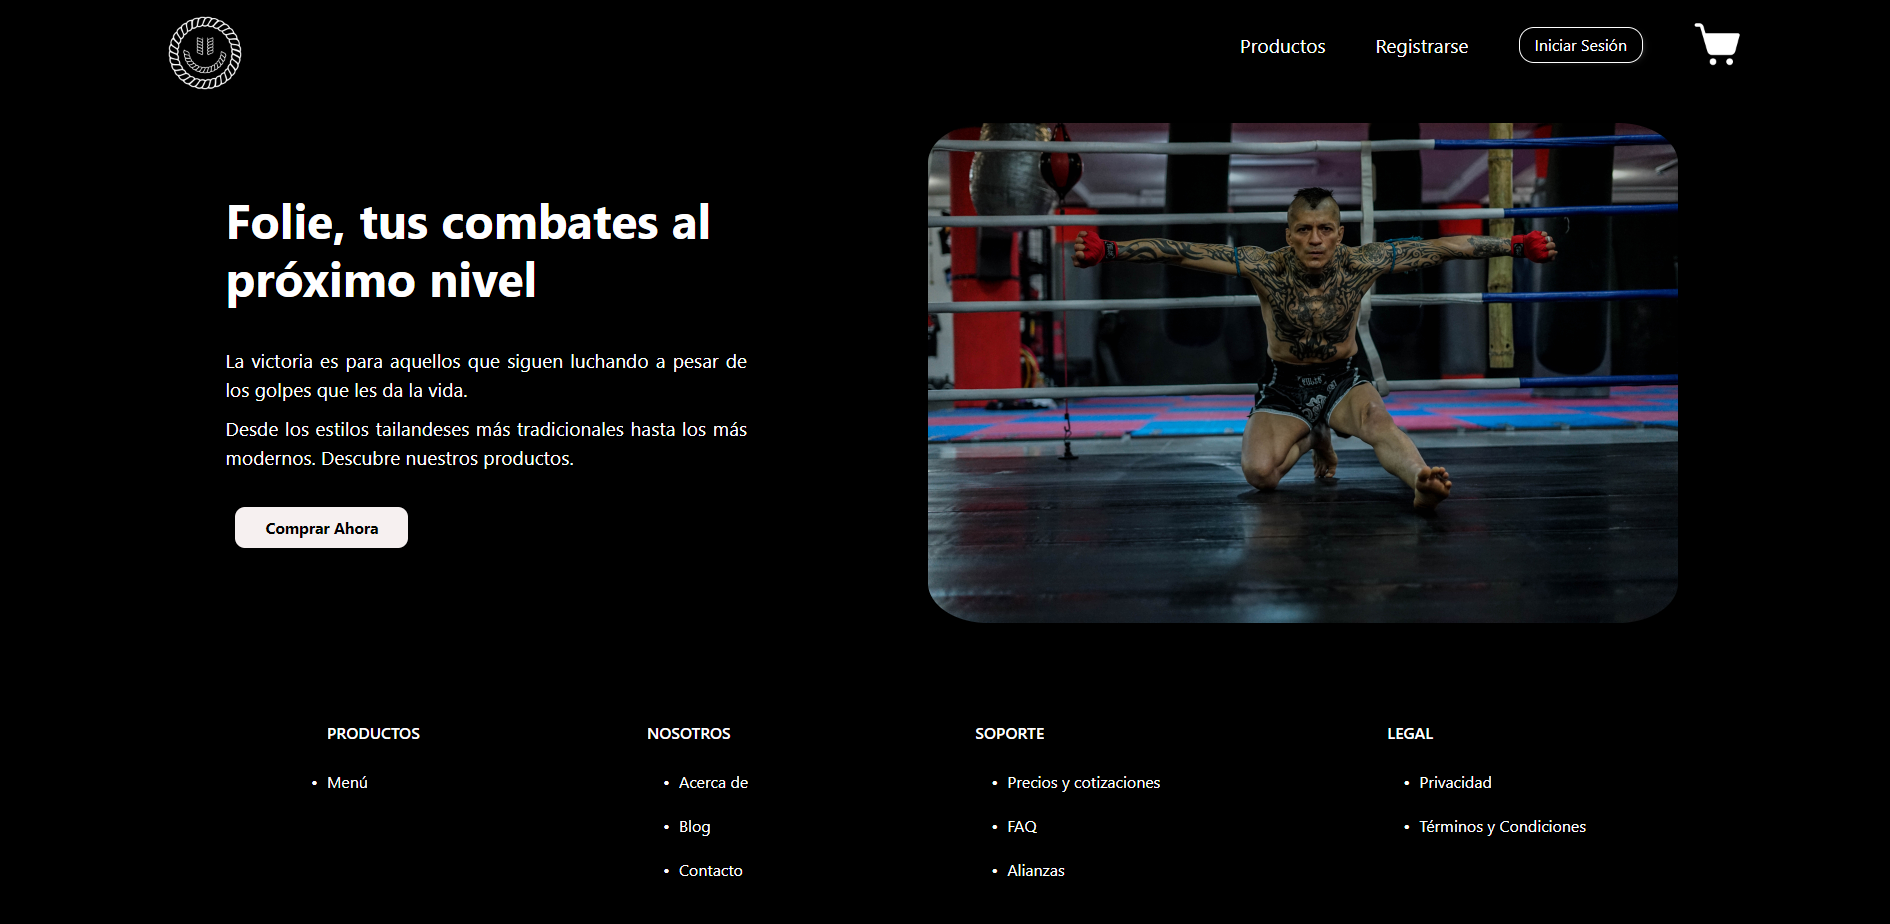 Productos
Registrarse
Iniciar Sesión
Folie, tus combates al
próximo nivel
La victoria es para aquellos que siguen luchando a pesar de
los golpes que les da la vida.
Desde los estilos tailandeses más tradicionales hasta los más
modernos. Descubre nuestros productos.
Comprar Ahora
PRODUCTOS
• Menú
NOSOTROS
• Acerca de
• Blog
• Contacto
SOPORTE
• Precios y cotizaciones
• FAQ
• Alianzas
LEGAL
• Privacidad
• Términos y Condiciones